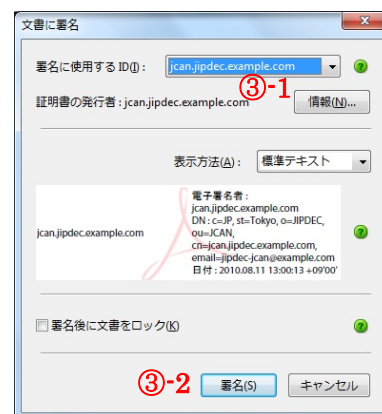 文書に署名
署名に使用する ID(I)： jcan.jipdec.example.com
③-1
証明書の発行者 : jcan.jipdec.example.com 情報(N)...
表示方法(A)： 標準テキスト
jcan.jipdec.example.com
電子署名者 :
jcan.jipdec.example.com
DN : c=JP, st=Tokyo, o=JIPDEC,
ou=JCAN,
cn=jcan.jipdec.example.com,
email=jipdec-jcan@example.com
日付 : 2010.08.11 13:00:13 +09'00'
署名後に文書をロック(K)
③-2 署名(S) キャンセル